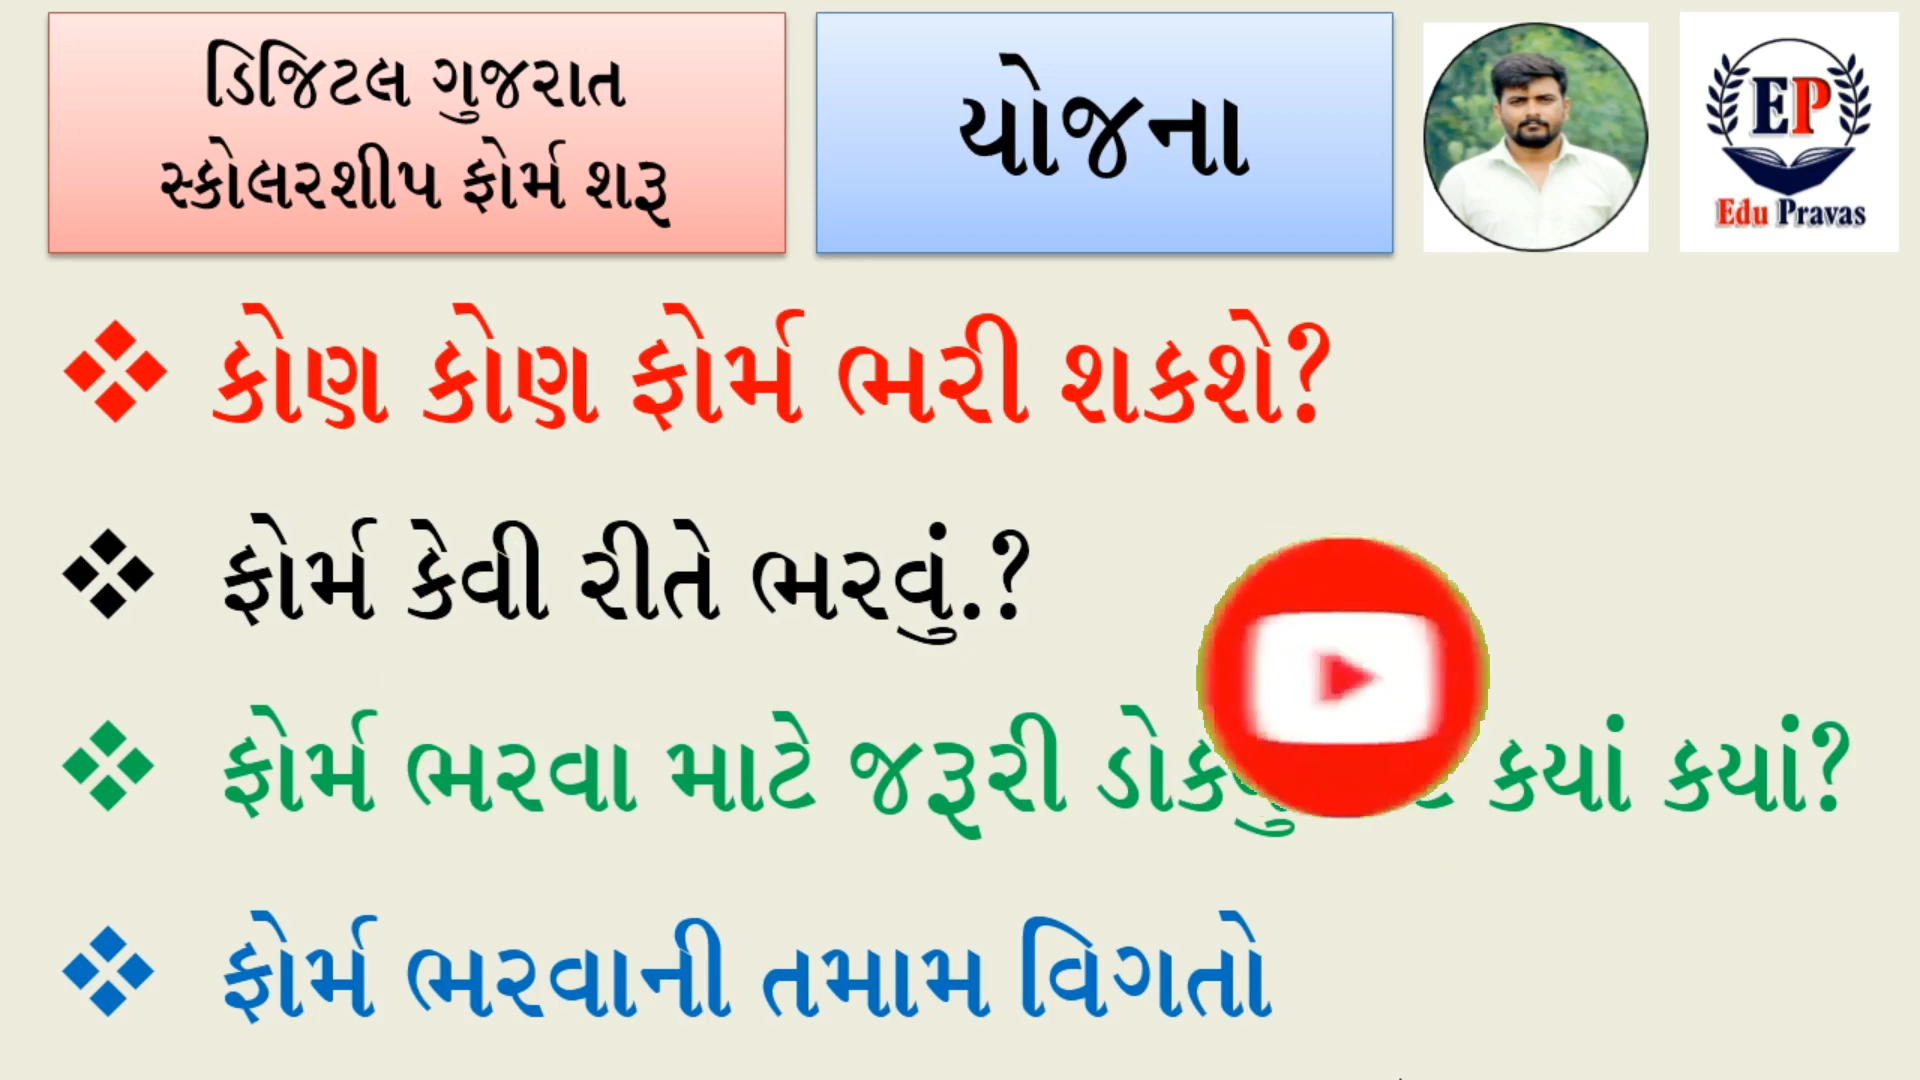 ડિજિટલ ગુજરાત
સ્કોલરશીપ ફોર્મ શરૂ
યોજના
EP
Edu Pravas
કોણ કોણ ફોર્મ ભરી શકશે?
ફોર્મ કેવી રીતે ભરવું.?
ફોર્મ ભરવા માટે જરૂરી કયાં કયાં?
ફોર્મ ભરવાની તમામ વિગતો